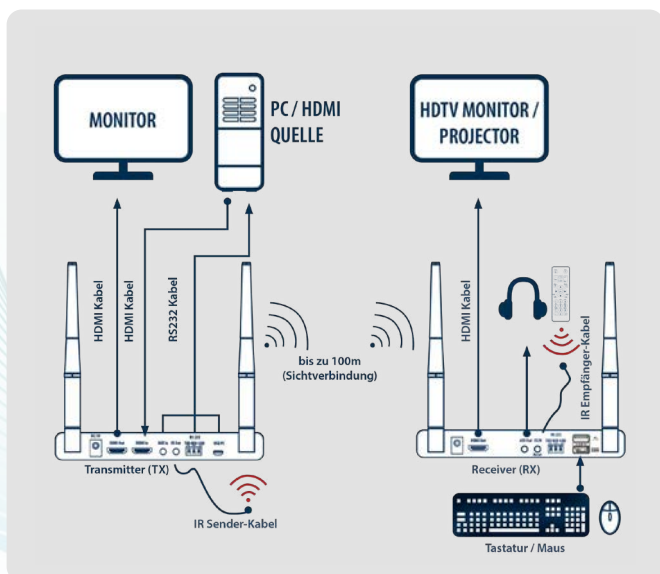 MONITOR
PC / HDMI
QUELLE
HDTV MONITOR /
PROJECTOR
HDMI Kabel
HDMI Kabel
RS232 Kabel
HDMI Kabel
IR Empfänger-Kabel
bis zu 100m
(Sichtverbindung)
Transmitter (TX)
Receiver (RX)
IR Sender-Kabel
Tastatur / Maus